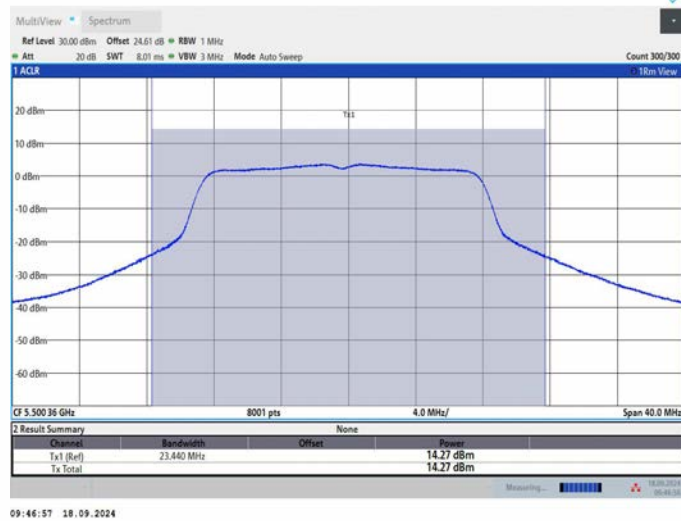 MultiView Spectrum
Ref Level 30.00 dBm Offset 24.61 dB RBW 1 MHz
Att 20 dB SWT 8.01 ms VBW 3 MHz Mode Auto Sweep Count 300/300
1 ACLR 1Rm View
Tx1
20 dBm
10 dBm
0 dBm
-10 dBm
-20 dBm
-30 dBm
-40 dBm
-50 dBm
-60 dBm
CF 5.500 36 GHz 8001 pts 4.0 MHz/ Span 40.0 MHz
2 Result Summary None
Channel Bandwidth Offset Power
Tx1 (Ref) 23.440 MHz 14.27 dBm
Tx Total 14.27 dBm
Measuring... 18.09.2024
09:46:57 18.09.2024